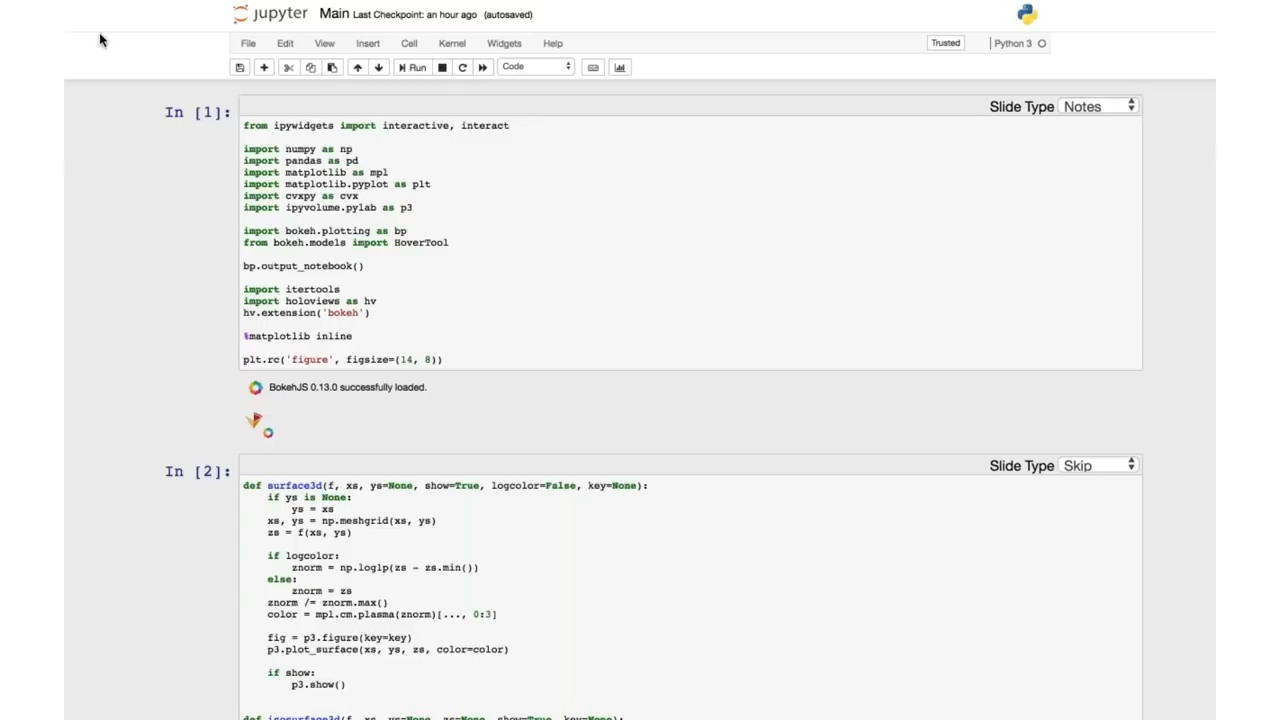 jupyter Main Last Checkpoint: an hour ago (autosaved)
File Edit View Insert Cell Kernel Widgets Help Trusted Python 3
Run Code
In [1]:
Slide Type Notes
from ipywidgets import interactive, interact
import numpy as np
import pandas as pd
import matplotlib as mpl
import matplotlib.pyplot as plt
import cvxpy as cvx
import ipyvolume.pylab as p3
import bokeh.plotting as bp
from bokeh.models import HoverTool
bp.output_notebook()
import itertools
import holoviews as hv
hv.extension('bokeh')
%matplotlib inline
plt.rc('figure', figsize=(14, 8))
BokehJS 0.13.0 successfully loaded.
In [2]:
Slide Type Skip
def surface3d(f, xs, ys=None, show=True, logcolor=False, key=None):
    if ys is None:
        ys = xs
    xs, ys = np.meshgrid(xs, ys)
    zs = f(xs, ys)
    if logcolor:
        znorm = np.log1p(zs - zs.min())
    else:
        znorm = zs
    znorm /= znorm.max()
    color = mpl.cm.plasma(znorm)[..., 0:3]
    fig = p3.figure(key=key)
    p3.plot_surface(xs, ys, zs, color=color)
    if show:
        p3.show()
def isosurface3d(f, xs, ys=None, zs=None, show=True, key=None):